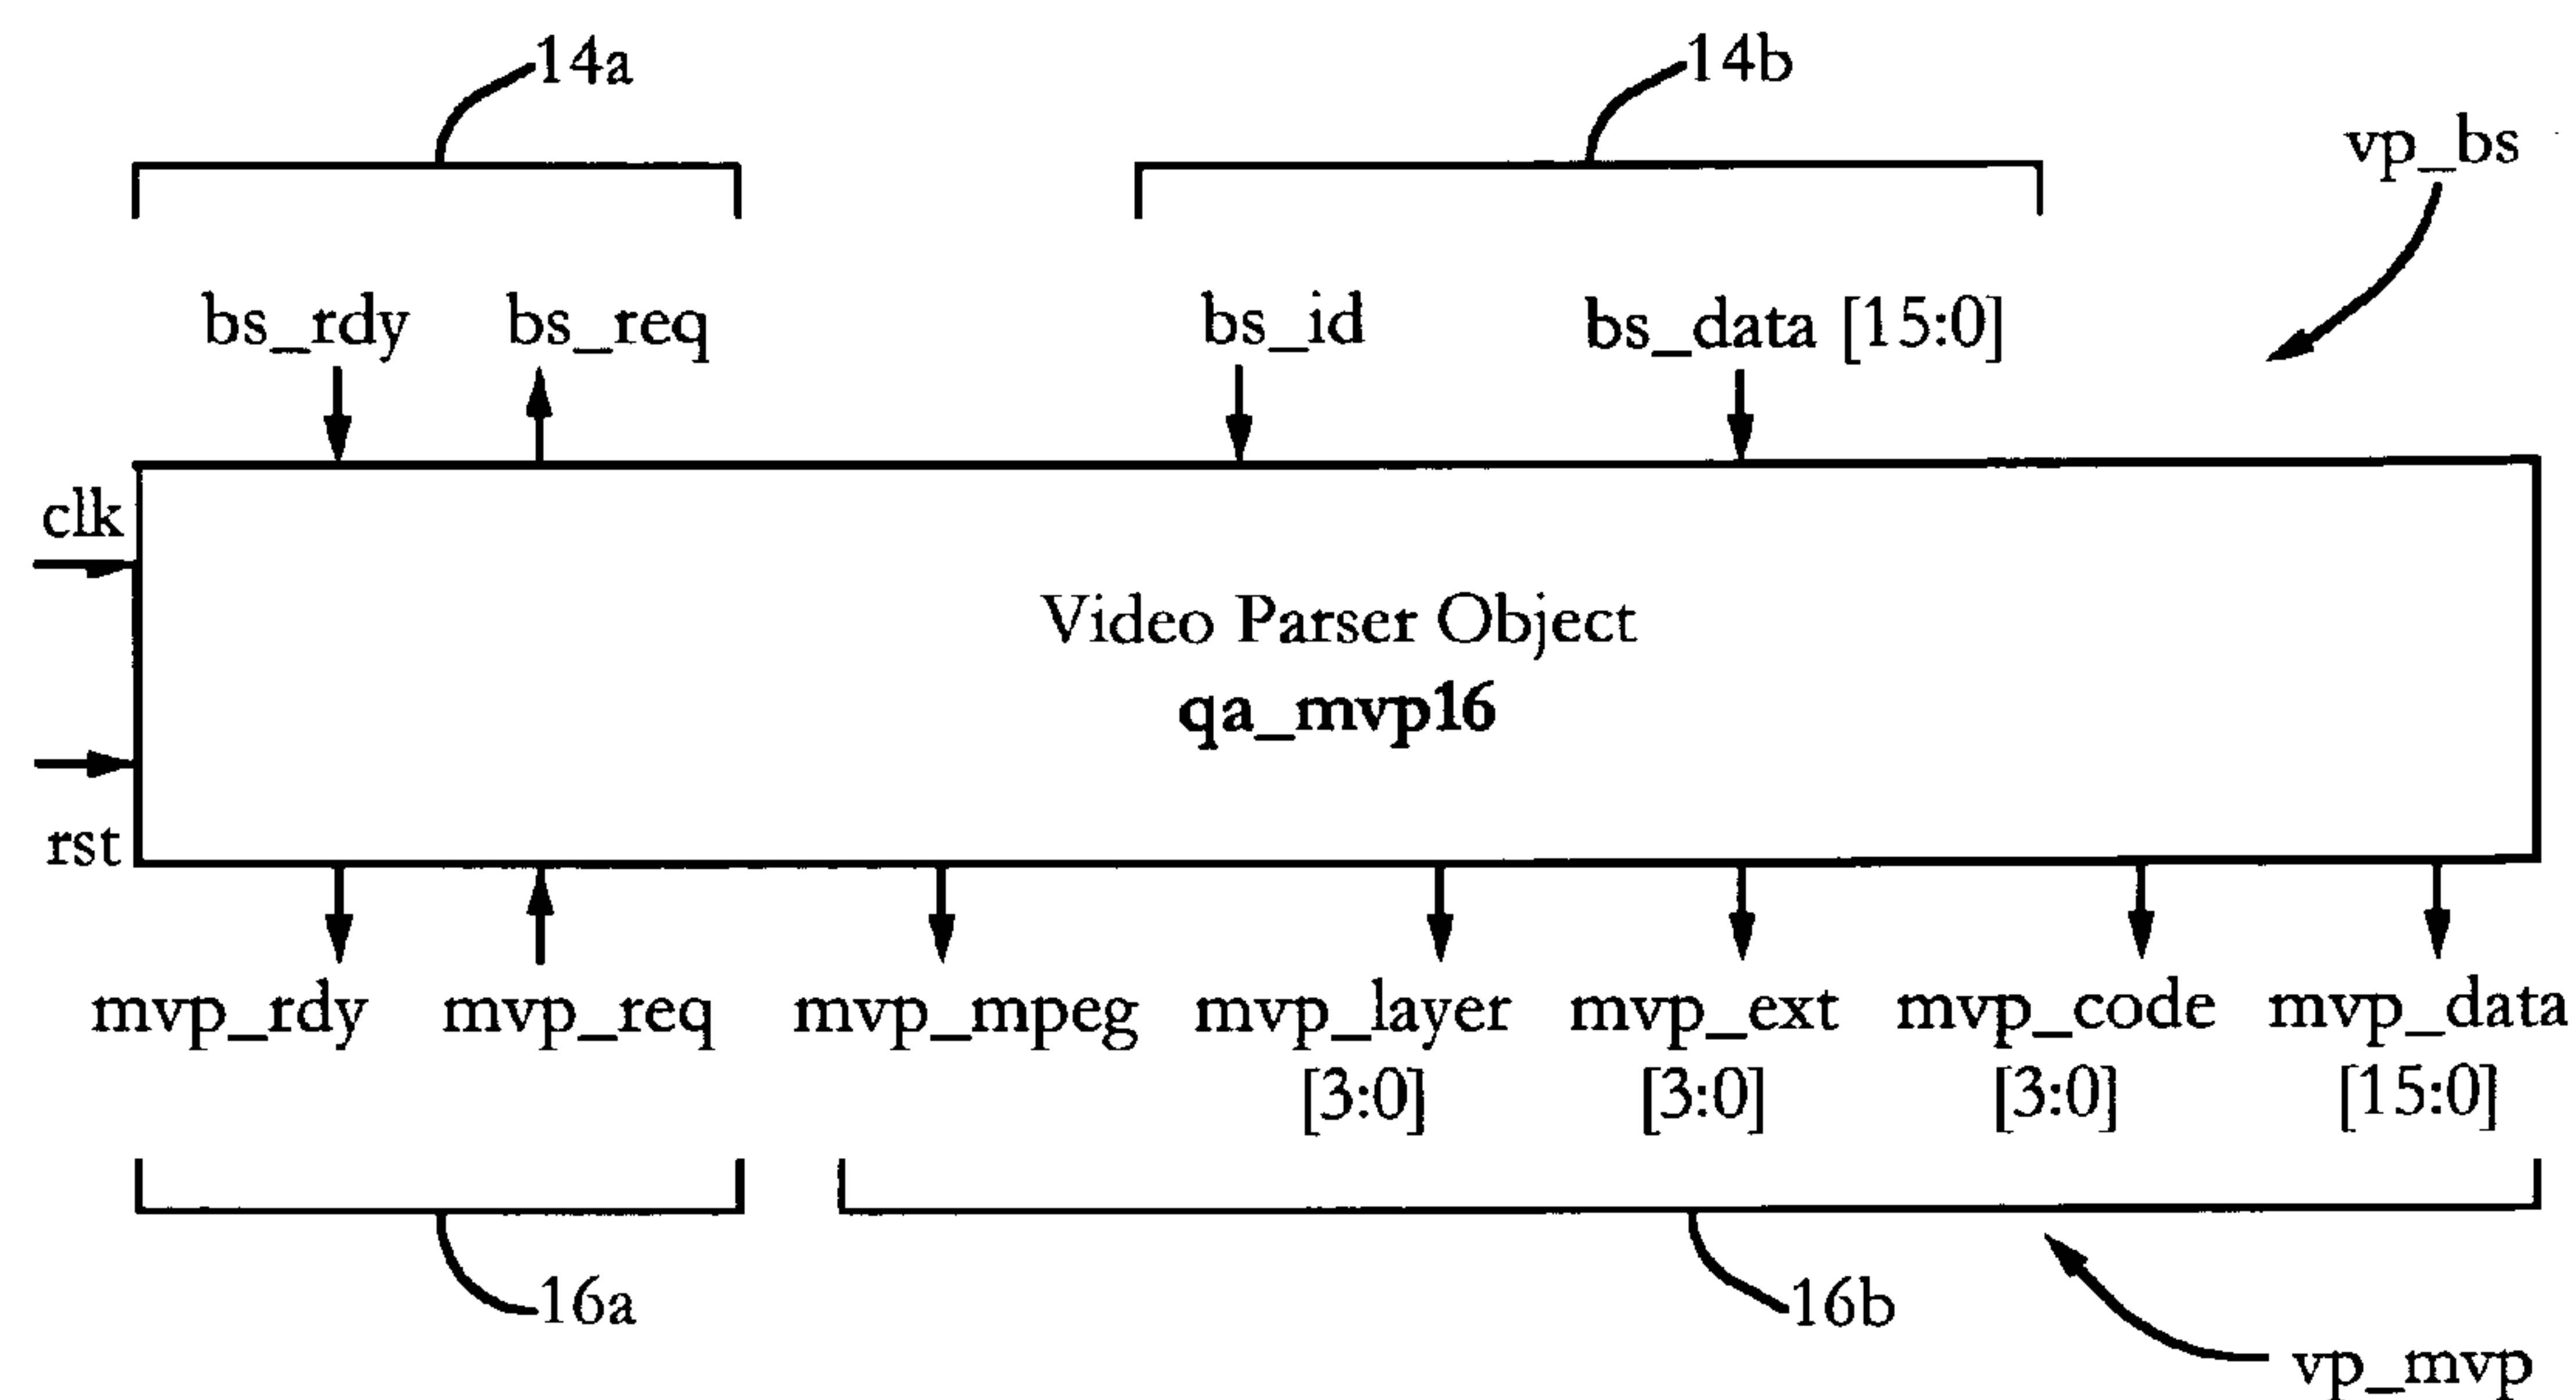 14a 14b
vp_bs
bs_rdy bs_req bs_id bs_data [15:0]
clk
Video Parser Object
qa_mvp16
rst
mvp_rdy mvp_req mvp_mpeg mvp_layer mvp_ext mvp_code mvp_data
[3:0] [3:0] [3:0] [15:0]
16a 16b
vp_mvp